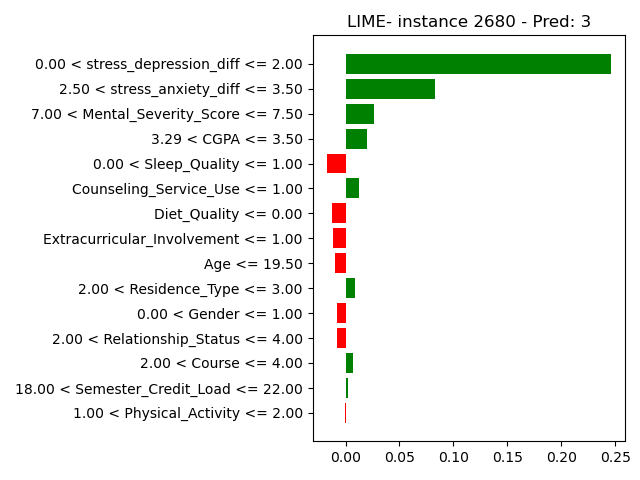 LIME- instance 2680 - Pred: 3
0.00 < stress_depression_diff <= 2.00
2.50 < stress_anxiety_diff <= 3.50
7.00 < Mental_Severity_Score <= 7.50
3.29 < CGPA <= 3.50
0.00 < Sleep_Quality <= 1.00
Counseling_Service_Use <= 1.00
Diet_Quality <= 0.00
Extracurricular_Involvement <= 1.00
Age <= 19.50
2.00 < Residence_Type <= 3.00
0.00 < Gender <= 1.00
2.00 < Relationship_Status <= 4.00
2.00 < Course <= 4.00
18.00 < Semester_Credit_Load <= 22.00
1.00 < Physical_Activity <= 2.00
0.00 0.05 0.10 0.15 0.20 0.25